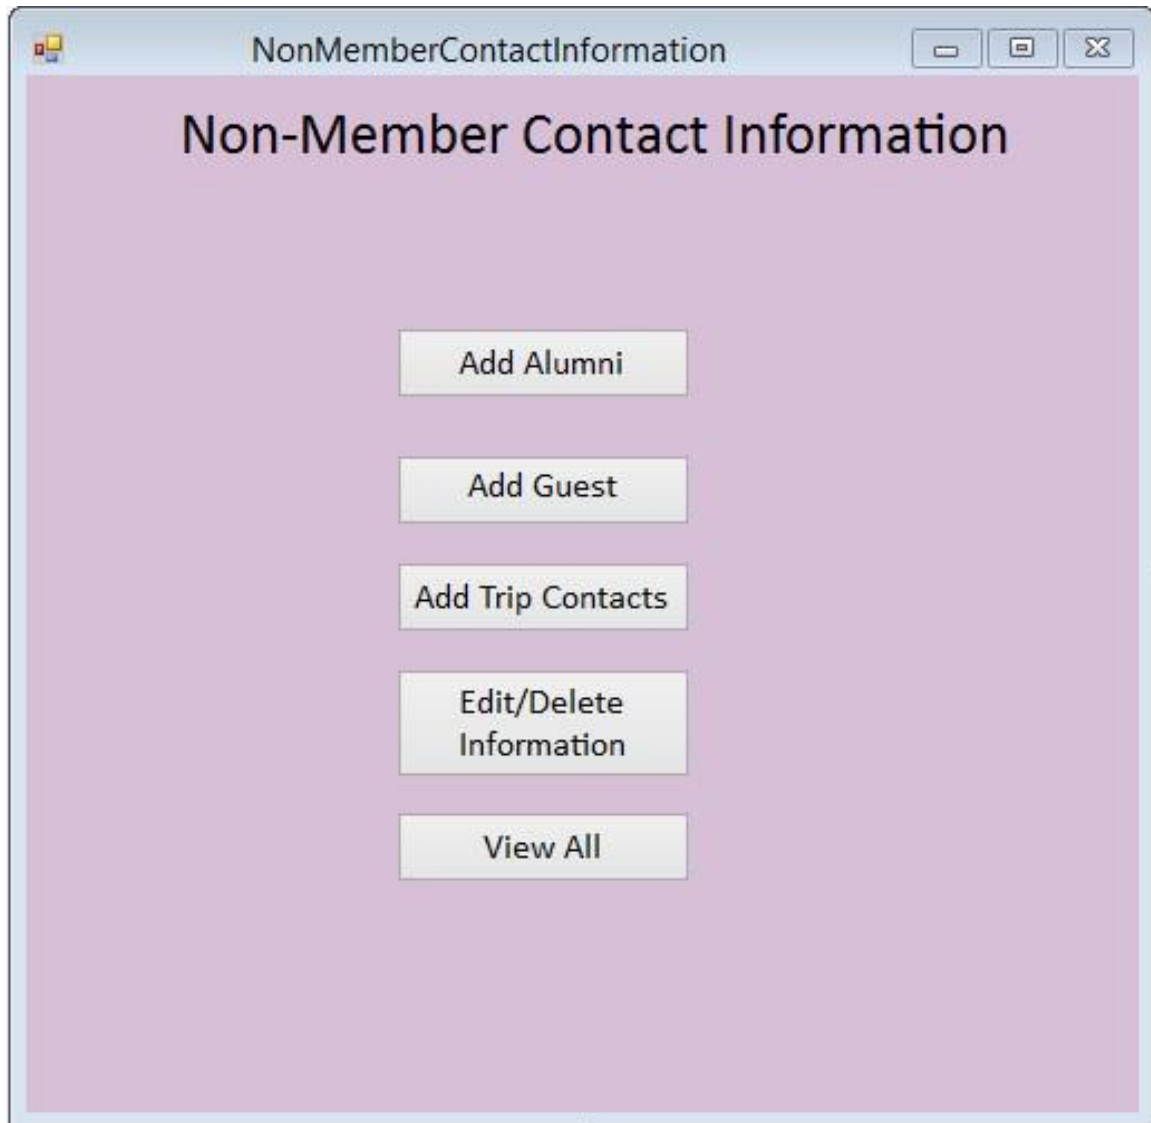 NonMemberContactInformation
Non-Member Contact Information
Add Alumni
Add Guest
Add Trip Contacts
Edit/Delete
Information
View All